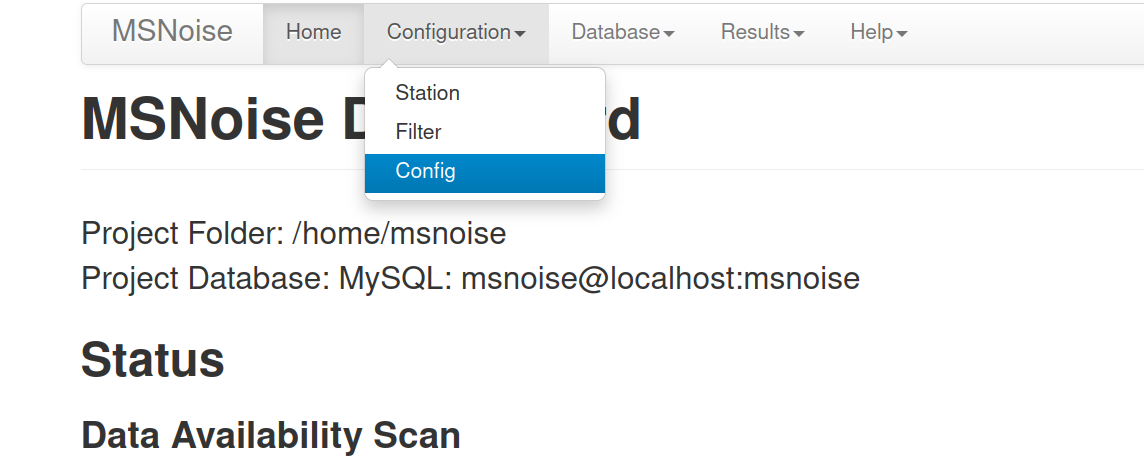 MSNoise Home Configuration Database Results Help
Station
MSNoise D rd
Filter
Config
Project Folder: /home/msnoise
Project Database: MySQL: msnoise@localhost:msnoise
Status
Data Availability Scan